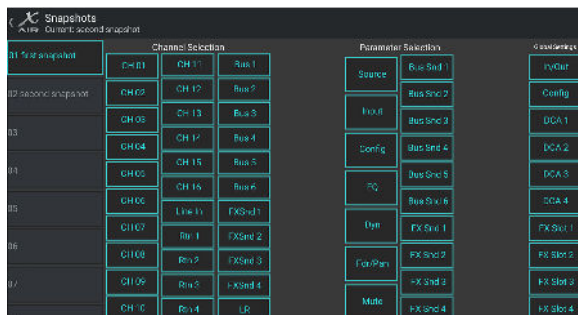 Snapshots
X AIR Current: second snapshot
Channel Selection
Parameter Selection
Global Settings
01 first snapshot
02 second snapshot
03
04
05
06
07
CH 01
CH 02
CH 03
CH 04
CH 05
CH 06
CH 07
CH 08
CH 09
CH 10
CH 11
CH 12
CH 13
CH 14
CH 15
CH 16
Line In
Rtn 1
Rtn 2
Rtn 3
Rtn 4
Bus 1
Bus 2
Bus 3
Bus 4
Bus 5
Bus 6
FXSnd 1
FXSnd 2
FXSnd 3
FXSnd 4
LR
Source
Input
Config
EQ
Dyn
Fdr/Pan
Mute
Bus Snd 1
Bus Snd 2
Bus Snd 3
Bus Snd 4
Bus Snd 5
Bus Snd 6
FX Snd 1
FX Snd 2
FX Snd 3
FX Snd 4
In/Out
Config
DCA 1
DCA 2
DCA 3
DCA 4
FX Slot 1
FX Slot 2
FX Slot 3
FX Slot 4